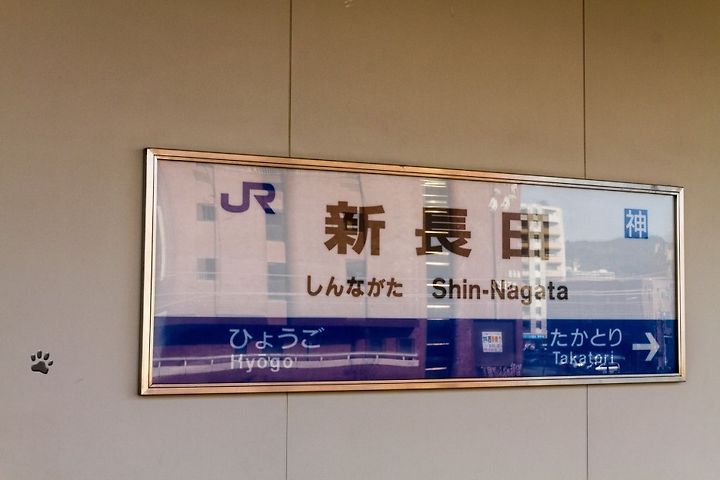 JR
新長田
神
しんながた Shin-Nagata
ひょうご
Hyōgo
たかとり
Takatori